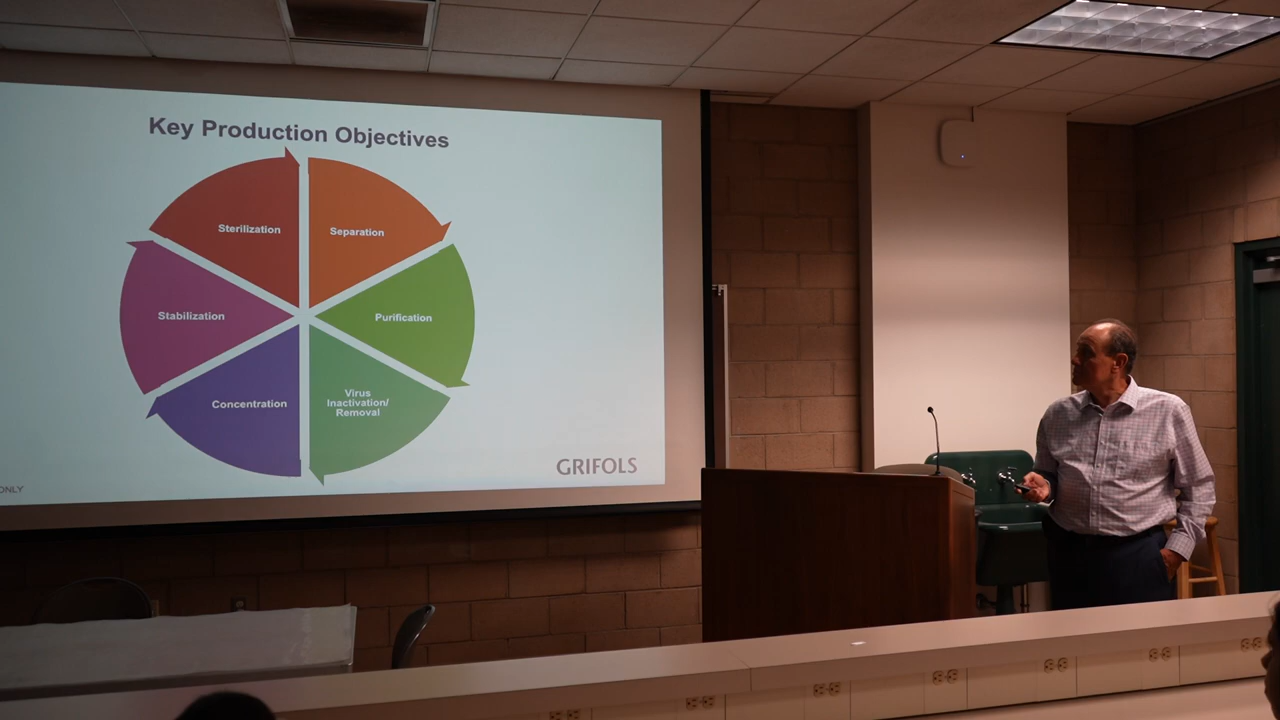 Key Production Objectives
Sterilization
Separation
Stabilization
Purification
Concentration
Virus
Inactivation/
Removal
GRIFOLS
ONLY